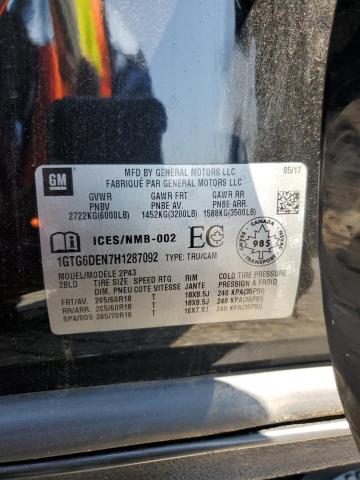 GM
MFD BY GENERAL MOTORS LLC 05/17
FABRIQUÉ PAR GENERAL MOTORS LLC
GVWR GAWR FRT GAWR RR
PNBV PNBE AV PNBE ARR
2722KG(6000LB) 1452KG(3200LB) 1588KG(3500LB)
ICES/NMB-002
CANADA
985
TRANSPORT
1GTG6DEN7H1287092 TYPE: TRU/CAM
MODEL/MODÈLE 2P43
2BLD TIRE SIZE SPEED RTG RIM COLD TIRE PRESSURE
DIM. PNEU COTE VITESSE JANTE PRESSION A FROID
FRT/AV. 265/60R18 T 18X8.5J 240 KPA(35PSI)
RR/ARR. 265/60R18 T 18X8.5J 240 KPA(35PSI)
SPA/SOS 265/70R16 T 16X7.0J 240 KPA(35PSI)